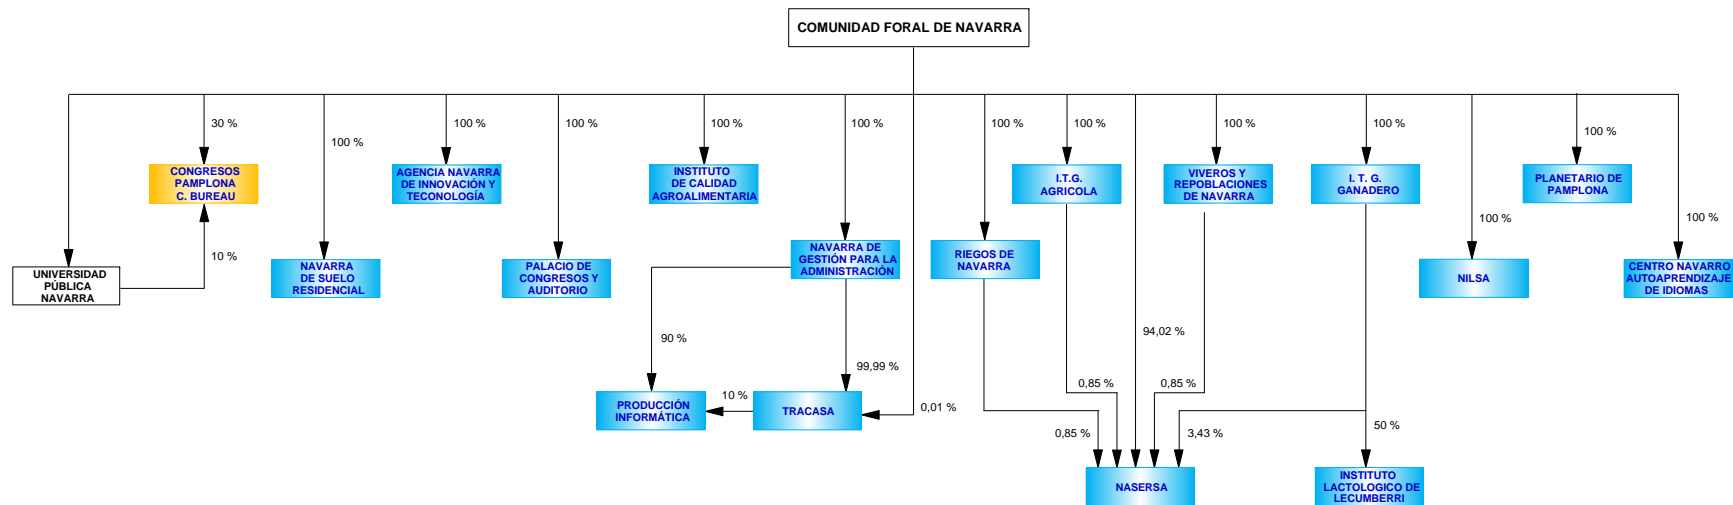 COMUNIDAD FORAL DE NAVARRA
30 %
100 %
100 %
100 %
100 %
100 %
100 %
100 %
100 %
100 %
100 %
100 %
100 %
CONGRESOS
PAMPLONA
C. BUREAU
AGENCIA NAVARRA
DE INNOVACIÓN Y
TECONOLOGÍA
INSTITUTO
DE CALIDAD
AGROALIMENTARIA
I.T.G.
AGRICOLA
VIVEROS Y
REPOBLACIONES
DE NAVARRA
I. T. G.
GANADERO
PLANETARIO DE
PAMPLONA
100 %
10 %
UNIVERSIDAD
PÚBLICA
NAVARRA
NAVARRA
DE SUELO
RESIDENCIAL
PALACIO DE
CONGRESOS Y
AUDITORIO
NAVARRA DE
GESTIÓN PARA LA
ADMINISTRACIÓN
RIEGOS DE
NAVARRA
NILSA
CENTRO NAVARRO
AUTOAPRENDIZAJE
DE IDIOMAS
90 %
94,02 %
99,99 %
0,85 %
0,85 %
10 %
0,01 %
PRODUCCIÓN
INFORMÁTICA
TRACASA
0,85 %
3,43 %
50 %
NASERSA
INSTITUTO
LACTOLOGICO DE
LECUMBERRI